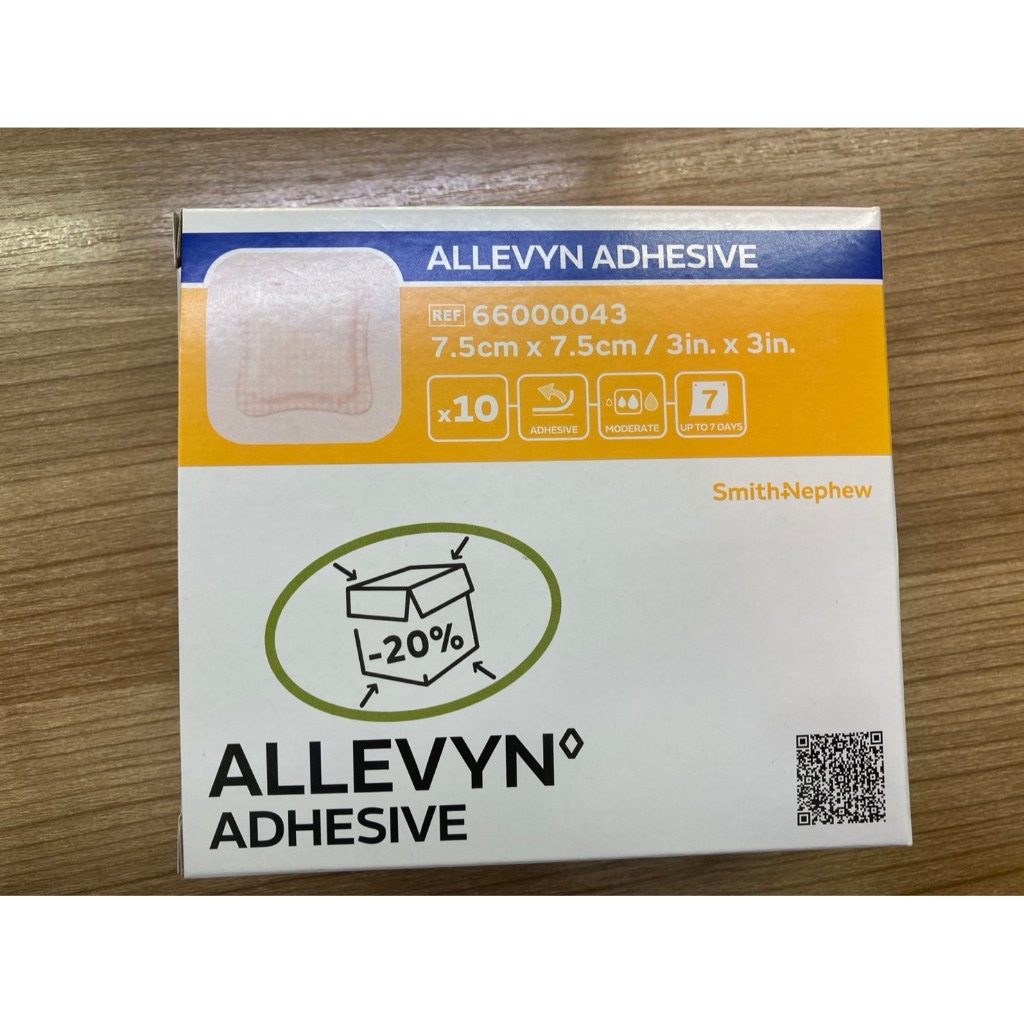 ALLEVYN ADHESIVE
REF 66000043
7.5cm x 7.5cm / 3in. x 3in.
x10
ADHESIVE
MODERATE
7
UP TO 7 DAYS
Smith+Nephew
-20%
ALLEVYN◊
ADHESIVE